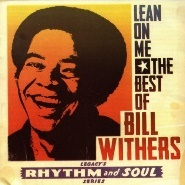 LEAN
ON
ME
★THE
BEST
OF
BILL
WITHERS
LEGACY'S
RHYTHM and SOUL
SERIES